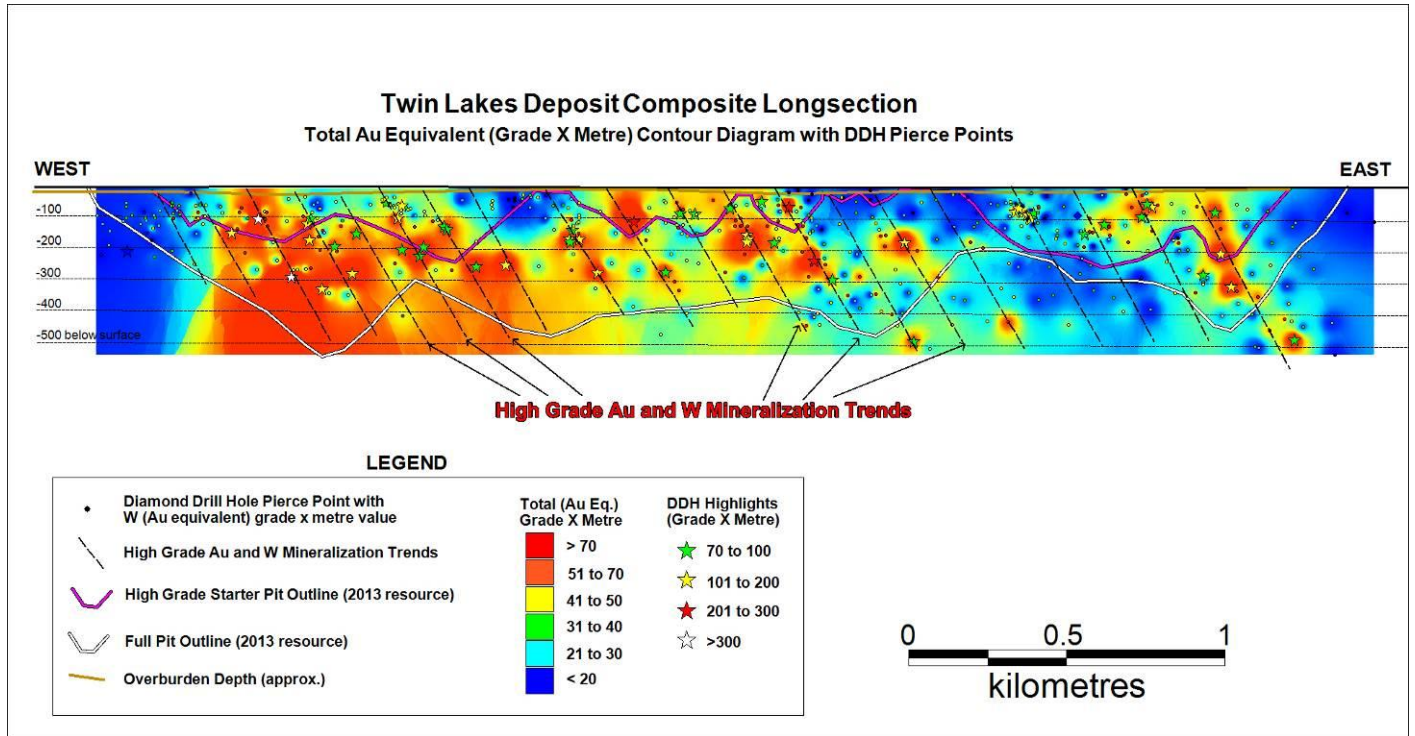 Twin Lakes Deposit Composite Longsection
Total Au Equivalent (Grade X Metre) Contour Diagram with DDH Pierce Points
WEST
EAST
-100
-200
-300
-400
-500 below surface
High Grade Au and W Mineralization Trends
LEGEND
Diamond Drill Hole Pierce Point with
W (Au equivalent) grade x metre value
High Grade Au and W Mineralization Trends
High Grade Starter Pit Outline (2013 resource)
Full Pit Outline (2013 resource)
Overburden Depth (approx.)
Total (Au Eq.)
Grade X Metre
> 70
51 to 70
41 to 50
31 to 40
21 to 30
< 20
DDH Highlights
(Grade X Metre)
70 to 100
101 to 200
201 to 300
>300
0 0.5 1
kilometres